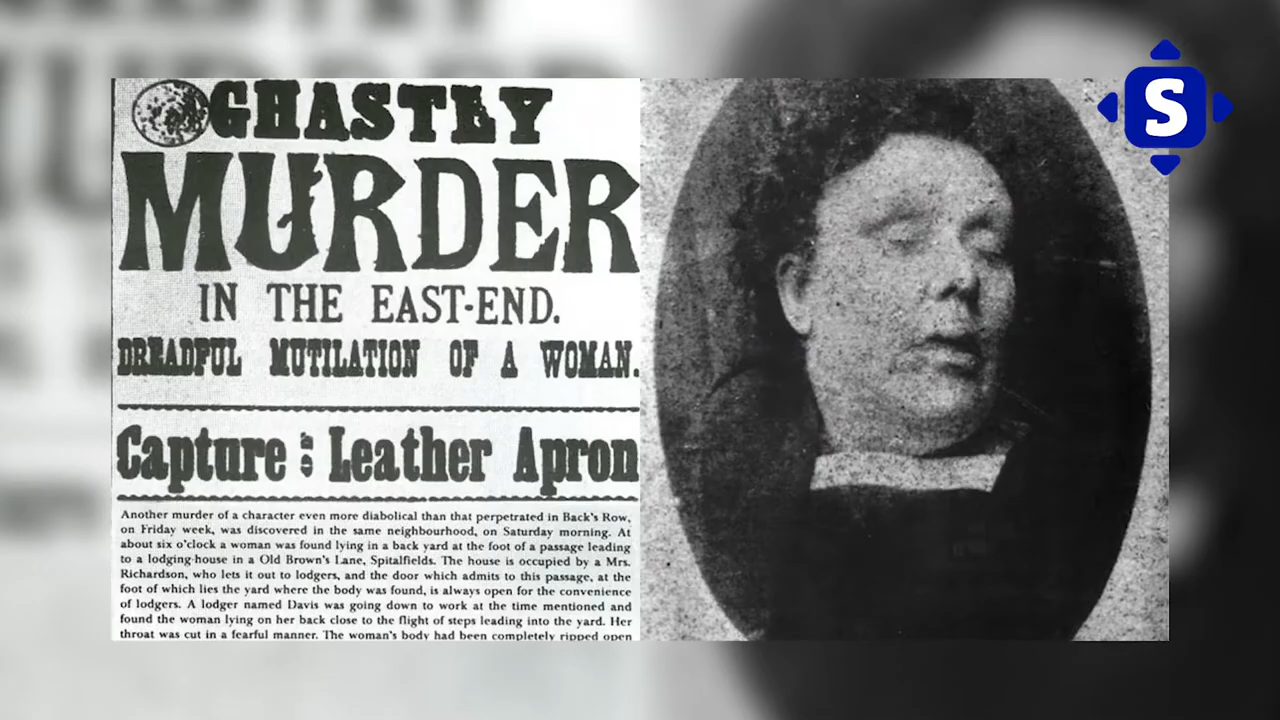 GHASTLY
MURDER
IN THE EAST-END.
DREADFUL MUTILATION OF A WOMAN.
Capture : Leather Apron
Another murder of a character even more diabolical than that perpetrated in Back's Row,
on Friday week, was discovered in the same neighbourhood, on Saturday morning. At
about six o'clock a woman was found lying in a back yard at the foot of a passage leading
to a lodging-house in a Old Brown's Lane, Spitalfields. The house is occupied by a Mrs.
Richardson, who lets it out to lodgers, and the door which admits to this passage, at the
foot of which lies the yard where the body was found, is always open for the convenience
of lodgers. A lodger named Davis was going down to work at the time mentioned and
found the woman lying on her back close to the flight of steps leading into the yard. Her
throat was cut in a fearful manner. The woman's body had been completely ripped open
S